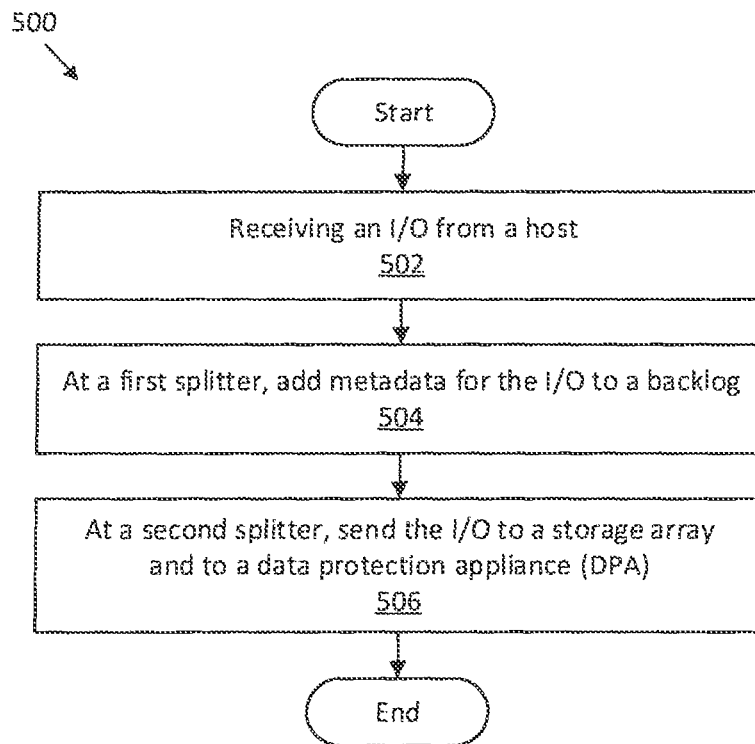 500
Start
Receiving an I/O from a host
502
At a first splitter, add metadata for the I/O to a backlog
504
At a second splitter, send the I/O to a storage array
and to a data protection appliance (DPA)
506
End